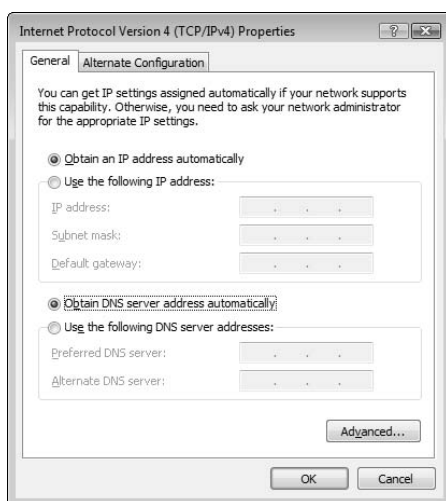 Internet Protocol Version 4 (TCP/IPv4) Properties
General
Alternate Configuration
You can get IP settings assigned automatically if your network supports
this capability. Otherwise, you need to ask your network administrator
for the appropriate IP settings.
Obtain an IP address automatically
Use the following IP address:
IP address:
Subnet mask:
Default gateway:
Obtain DNS server address automatically
Use the following DNS server addresses:
Preferred DNS server:
Alternate DNS server:
Advanced...
OK
Cancel